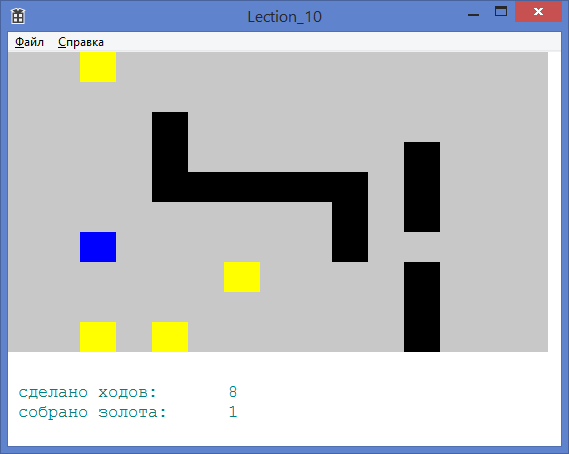 Lection_10
Файл Справка
сделано ходов: 8
собрано золота: 1